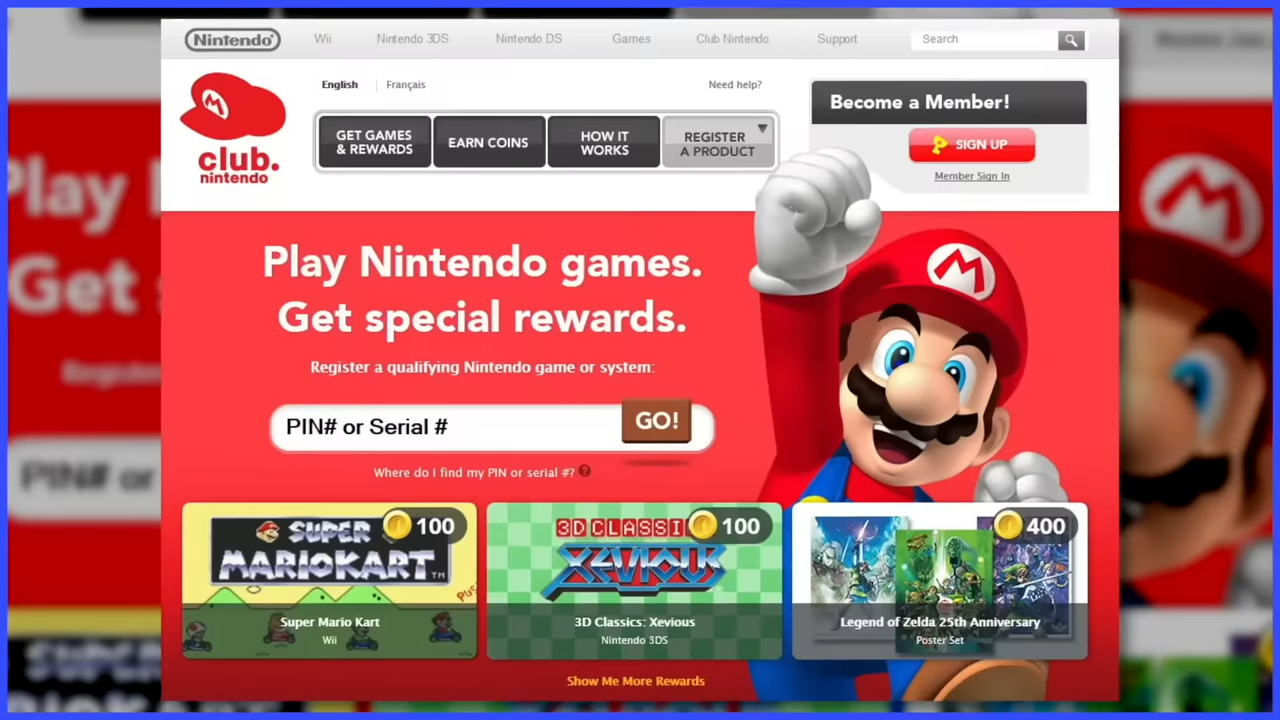 Nintendo
Wii
Nintendo 3DS
Nintendo DS
Games
Club Nintendo
Support
Search
club.
nintendo
English
Français
Need help?
GET GAMES
& REWARDS
EARN COINS
HOW IT
WORKS
REGISTER
A PRODUCT
Become a Member!
SIGN UP
Member Sign In
Play Nintendo games.
Get special rewards.
Register a qualifying Nintendo game or system:
PIN# or Serial #
GO!
Where do I find my PIN or serial #?
100
SUPER
MARIOKART
Super Mario Kart
Wii
100
3D CLASSI
XEVIOUS
3D Classics: Xevious
Nintendo 3DS
400
Legend of Zelda 25th Anniversary
Poster Set
Show Me More Rewards